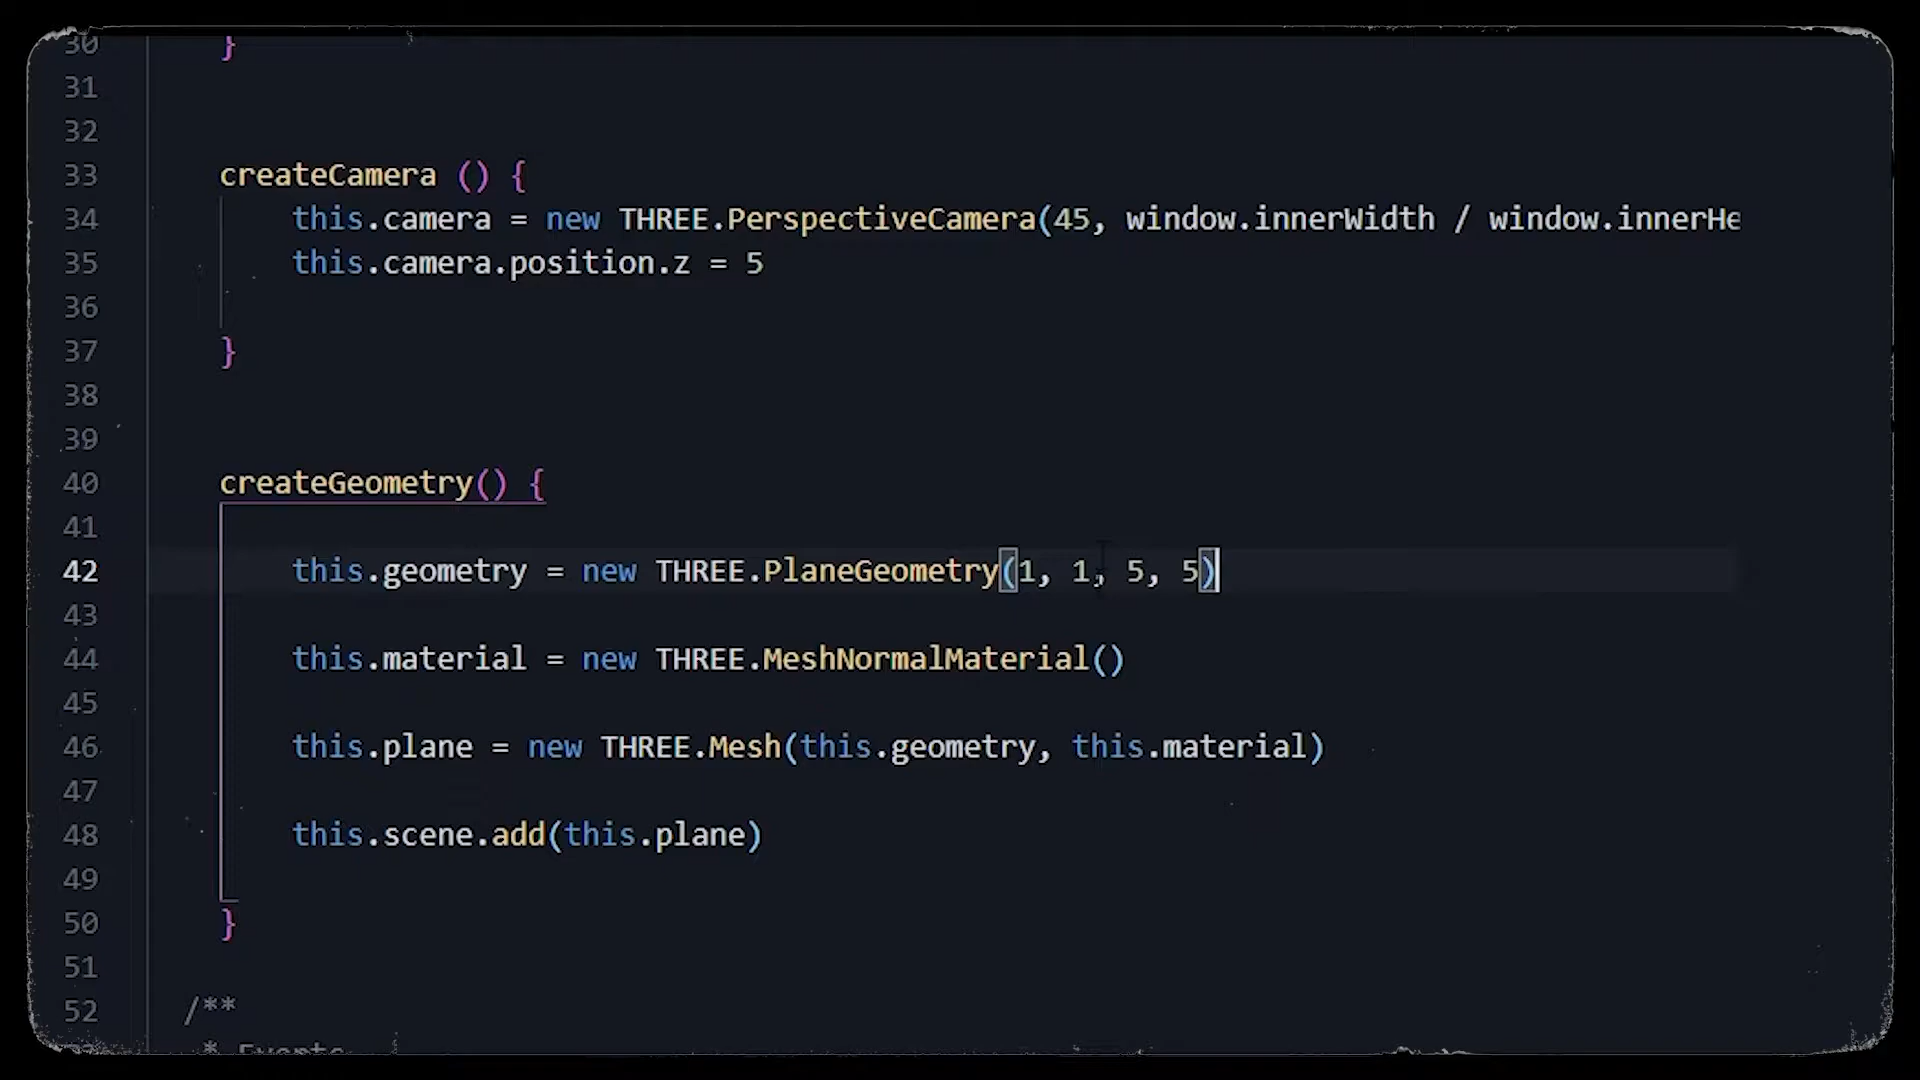 30 }
31
32
33 createCamera () {
34 this.camera = new THREE.PerspectiveCamera(45, window.innerWidth / window.innerHe
35 this.camera.position.z = 5
36
37 }
38
39
40 createGeometry() {
41
42 this.geometry = new THREE.PlaneGeometry(1, 1, 5, 5)
43
44 this.material = new THREE.MeshNormalMaterial()
45
46 this.plane = new THREE.Mesh(this.geometry, this.material)
47
48 this.scene.add(this.plane)
49
50 }
51
52 /**
* Events